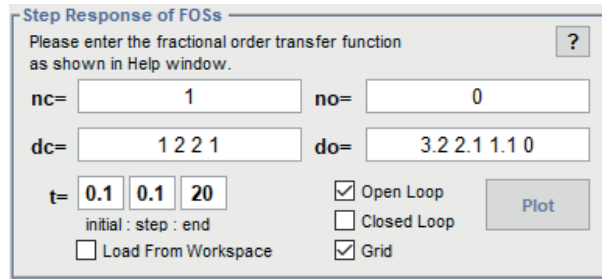 Step Response of FOSs
Please enter the fractional order transfer function
as shown in Help window.
?
nc= 1 no= 0
dc= 1 2 2 1 do= 3.2 2.1 1.1 0
t= 0.1 0.1 20
initial : step : end
Load From Workspace
Open Loop
Closed Loop
Grid
Plot